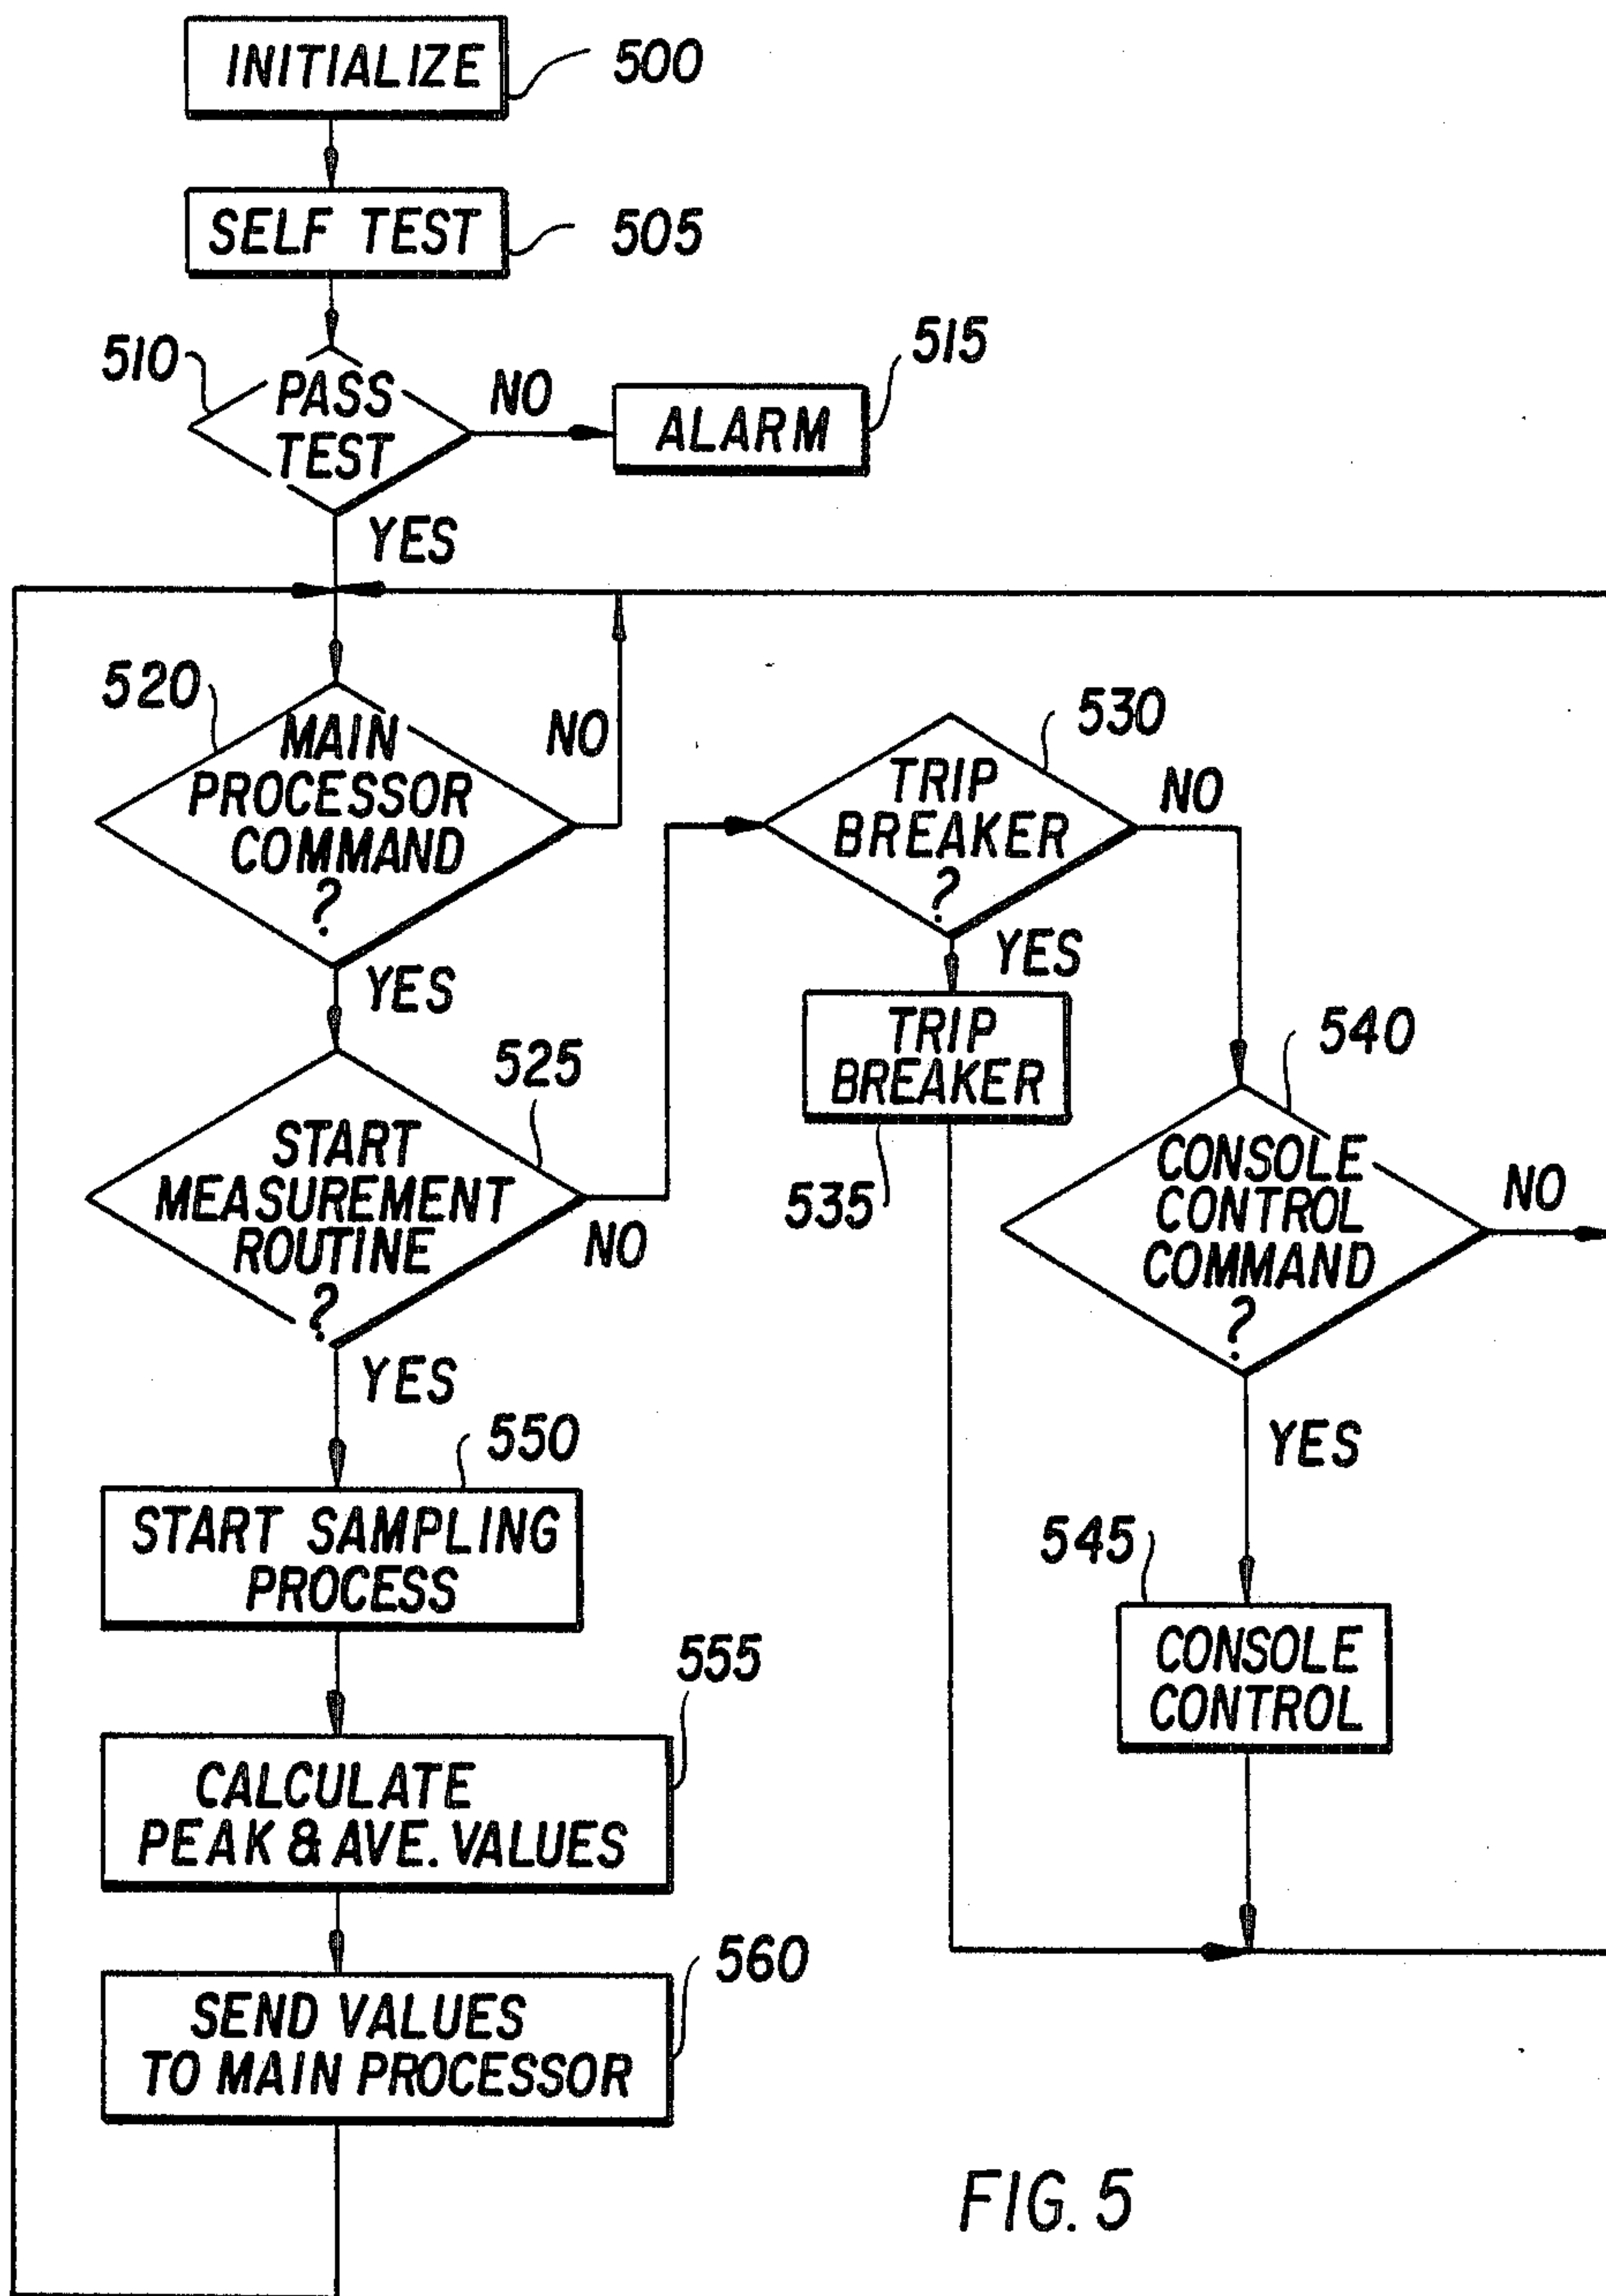 INITIALIZE
500
SELF TEST
505
510
PASS
TEST
NO
ALARM
515
YES
520
MAIN
PROCESSOR
COMMAND
?
NO
YES
525
START
MEASUREMENT
ROUTINE
?
NO
YES
530
TRIP
BREAKER
?
NO
YES
TRIP
BREAKER
535
540
CONSOLE
CONTROL
COMMAND
?
NO
YES
545
CONSOLE
CONTROL
550
START SAMPLING
PROCESS
555
CALCULATE
PEAK & AVE. VALUES
560
SEND VALUES
TO MAIN PROCESSOR
FIG. 5